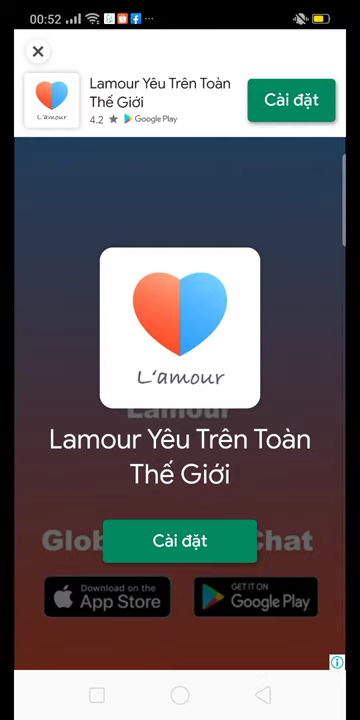 00:52
Lamour Yêu Trên Toàn
Thế Giới
4.2 ★ Google Play
Cài đặt
L'amour
L'amour
Lamour
Lamour Yêu Trên Toàn
Thế Giới
Cài đặt
Chat
Download on the
App Store
GET IT ON
Google Play